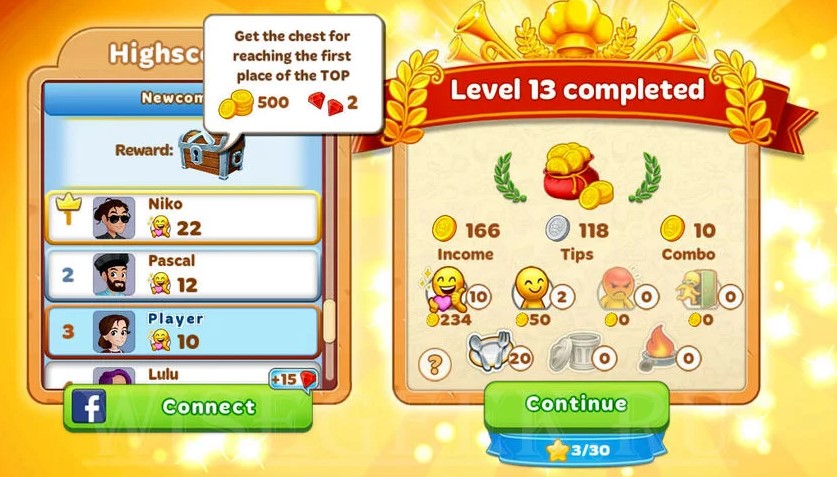 Get the chest for
reaching the first
place of the TOP
500 2
Newcom
Reward:
1 Niko
22
2 Pascal
12
3 Player
10
Lulu
+15
f Connect
Level 13 completed
166 118 10
Income Tips Combo
10 2 0 0
234 50 0 0
? 20 0 0
Continue
3/30